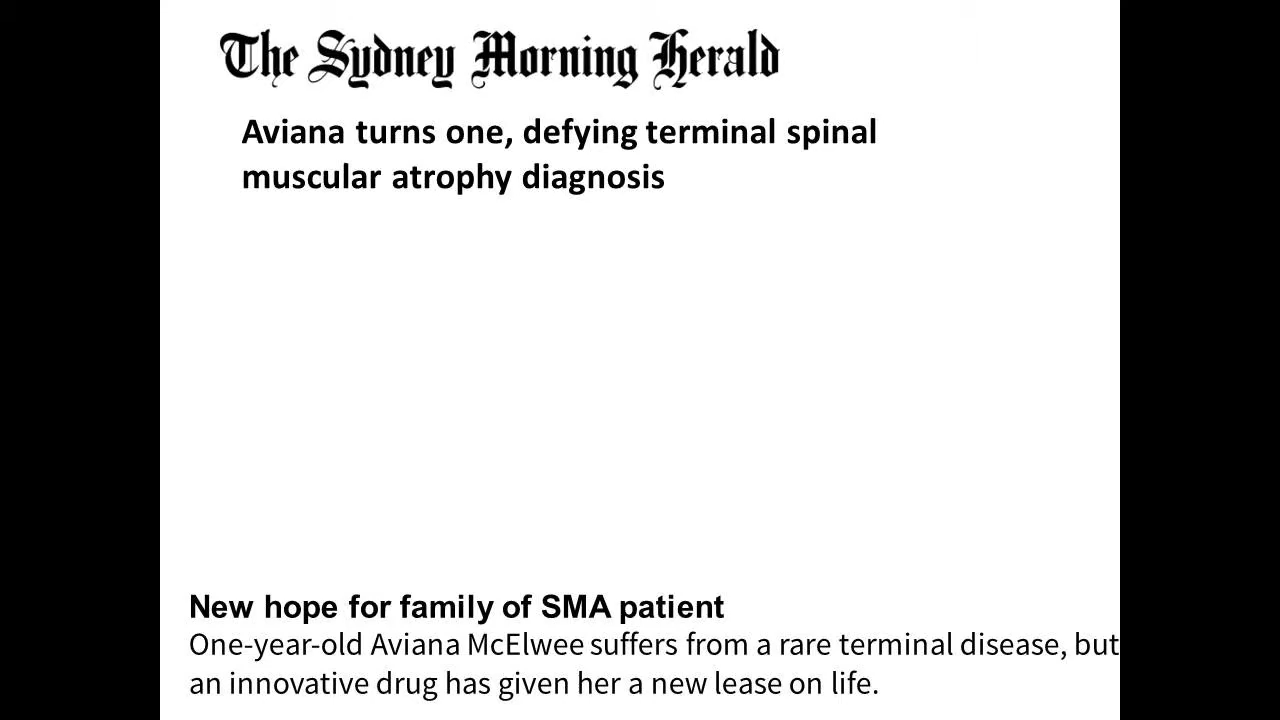 The Sydney Morning Herald
Aviana turns one, defying terminal spinal
muscular atrophy diagnosis
New hope for family of SMA patient
One-year-old Aviana McElwee suffers from a rare terminal disease, but
an innovative drug has given her a new lease on life.